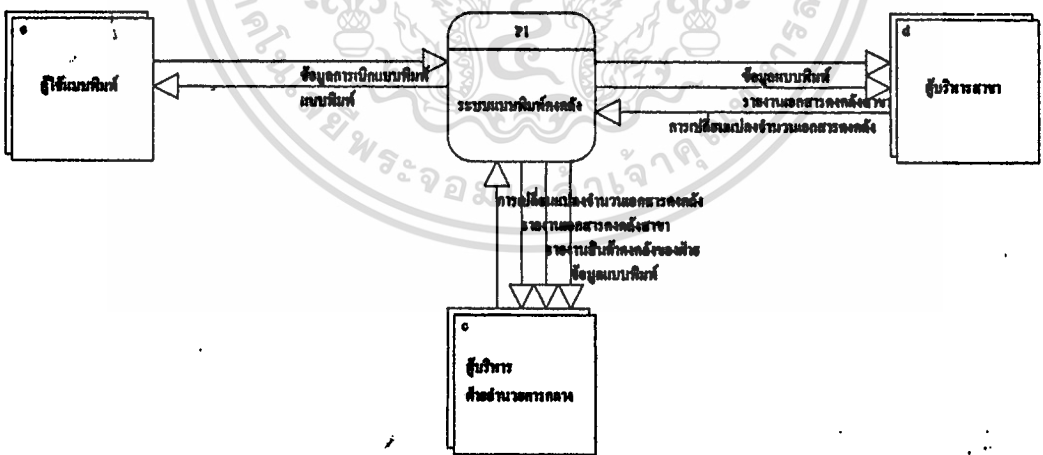 e
ผู้ใช้แบบพิมพ์
ข้อมูลการเบิกแบบพิมพ์
แบบพิมพ์
P1
ระบบแบบพิมพ์คงคลัง
ข้อมูลแบบพิมพ์
รายงานเอกสารคงคลังสาขา
การเปลี่ยนแปลงจำนวนเอกสารคงคลัง
d
ผู้บริหารสาขา
การเปลี่ยนแปลงจำนวนเอกสารคงคลัง
รายงานเอกสารคงคลังสาขา
รายงานสินค้าคงคลังของฝ่าย
ข้อมูลแบบพิมพ์
c
ผู้บริหาร
ฝ่ายอำนวยการกลาง